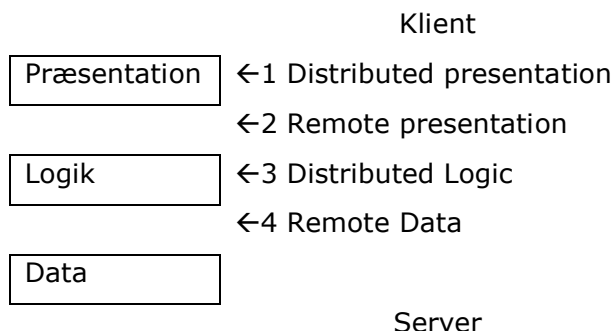 Klient
Præsentation ←1 Distributed presentation
←2 Remote presentation
Logik ←3 Distributed Logic
←4 Remote Data
Data
Server